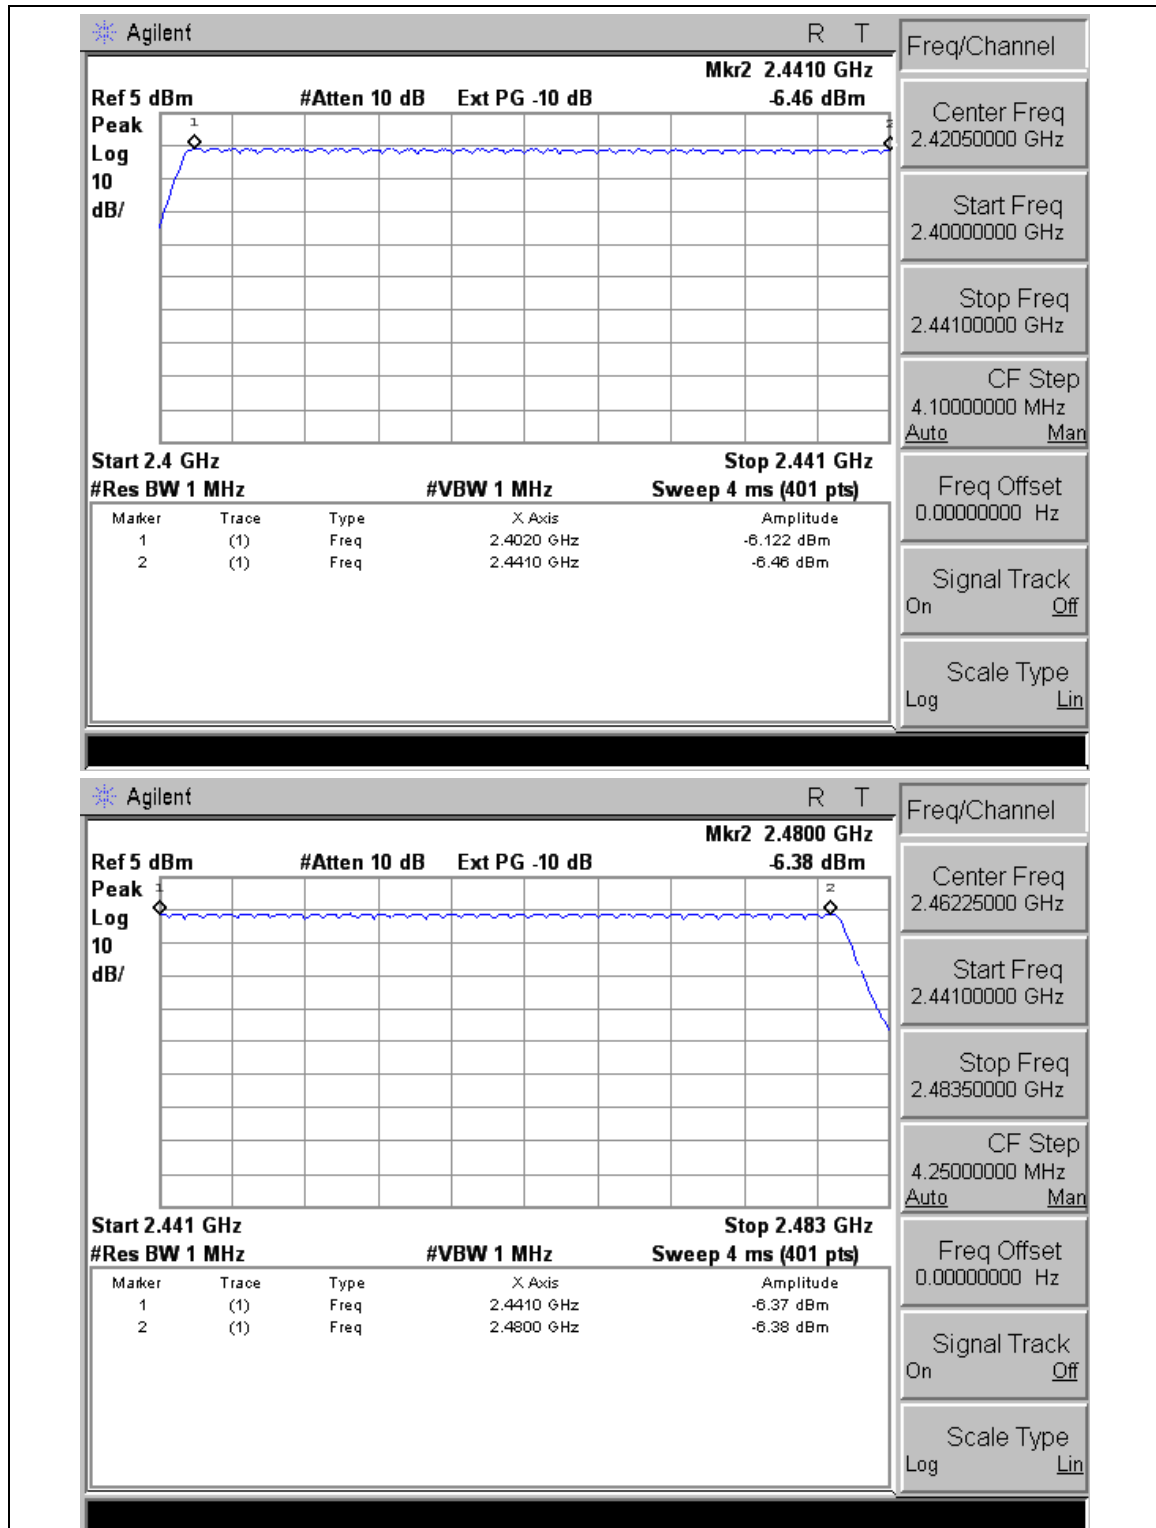 Agilent R T
Freq/Channel
Mkr2 2.4410 GHz
Ref 5 dBm #Atten 10 dB Ext PG -10 dB -6.46 dBm
Peak
Log
10
dB/
1
2
Center Freq
2.42050000 GHz
Start Freq
2.40000000 GHz
Stop Freq
2.44100000 GHz
CF Step
4.10000000 MHz
Auto Man
Freq Offset
0.00000000 Hz
Signal Track
On Off
Scale Type
Log Lin
Start 2.4 GHz Stop 2.441 GHz
#Res BW 1 MHz #VBW 1 MHz Sweep 4 ms (401 pts)
Marker Trace Type X Axis Amplitude
1 (1) Freq 2.4020 GHz -6.122 dBm
2 (1) Freq 2.4410 GHz -6.46 dBm
Agilent R T
Freq/Channel
Mkr2 2.4800 GHz
Ref 5 dBm #Atten 10 dB Ext PG -10 dB -6.38 dBm
Peak
Log
10
dB/
1
2
Center Freq
2.46225000 GHz
Start Freq
2.44100000 GHz
Stop Freq
2.48350000 GHz
CF Step
4.25000000 MHz
Auto Man
Freq Offset
0.00000000 Hz
Signal Track
On Off
Scale Type
Log Lin
Start 2.441 GHz Stop 2.483 GHz
#Res BW 1 MHz #VBW 1 MHz Sweep 4 ms (401 pts)
Marker Trace Type X Axis Amplitude
1 (1) Freq 2.4410 GHz -6.37 dBm
2 (1) Freq 2.4800 GHz -6.38 dBm